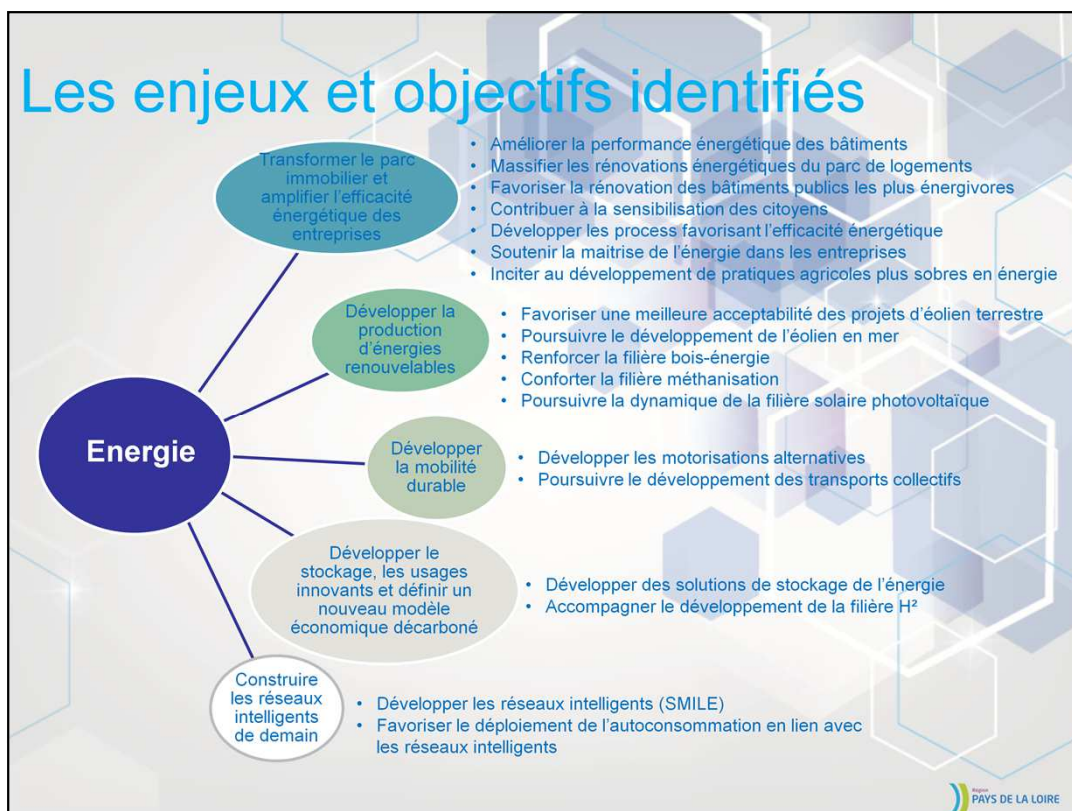 Les enjeux et objectifs identifiés
Transformer le parc
immobilier et
amplifier l'efficacité
énergétique des
entreprises
• Améliorer la performance énergétique des bâtiments
• Massifier les rénovations énergétiques du parc de logements
• Favoriser la rénovation des bâtiments publics les plus énergivores
• Contribuer à la sensibilisation des citoyens
• Développer les process favorisant l'efficacité énergétique
• Soutenir la maitrise de l'énergie dans les entreprises
• Inciter au développement de pratiques agricoles plus sobres en énergie
Développer la
production
d'énergies
renouvelables
• Favoriser une meilleure acceptabilité des projets d'éolien terrestre
• Poursuivre le développement de l'éolien en mer
• Renforcer la filière bois-énergie
• Conforter la filière méthanisation
• Poursuivre la dynamique de la filière solaire photovoltaïque
Energie
Développer
la mobilité
durable
• Développer les motorisations alternatives
• Poursuivre le développement des transports collectifs
Développer le
stockage, les usages
innovants et définir un
nouveau modèle
économique décarboné
• Développer des solutions de stockage de l'énergie
• Accompagner le développement de la filière H²
Construire
les réseaux
intelligents
de demain
• Développer les réseaux intelligents (SMILE)
• Favoriser le déploiement de l'autoconsommation en lien avec
les réseaux intelligents
Région
PAYS DE LA LOIRE